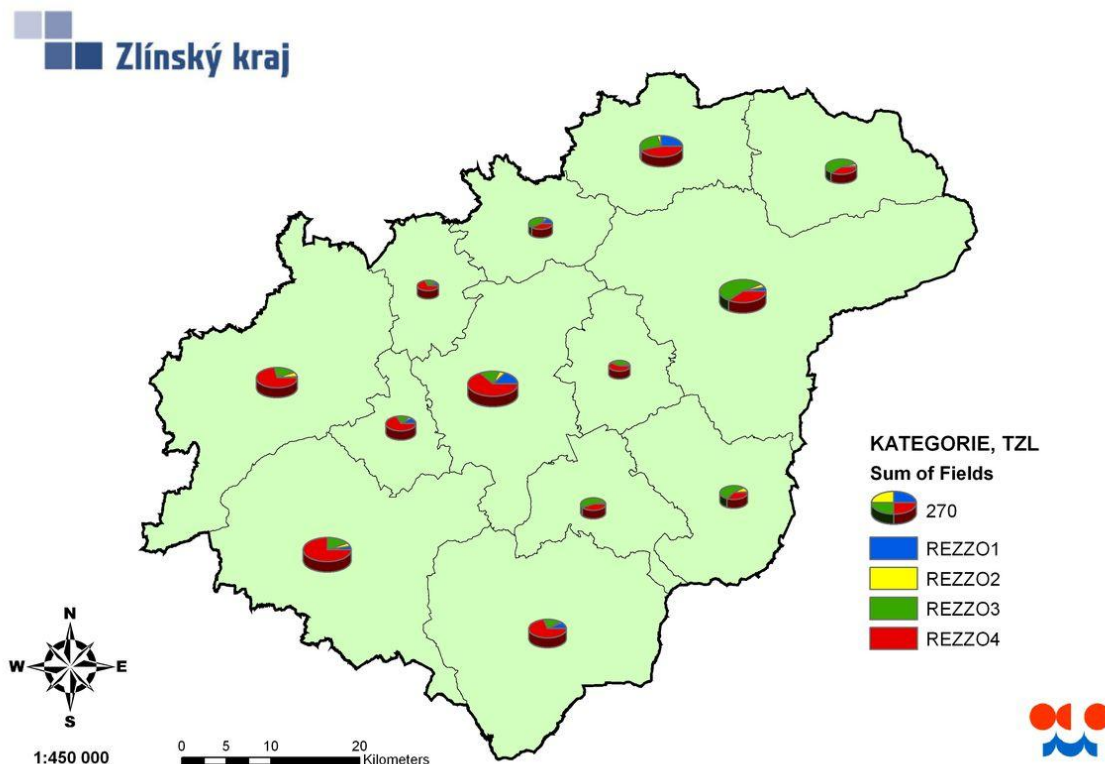 Zlínský kraj
KATEGORIE, TZL
Sum of Fields
270
REZZO1
REZZO2
REZZO3
REZZO4
N
W E
S
1:450 000
0 5 10 20
Kilometers